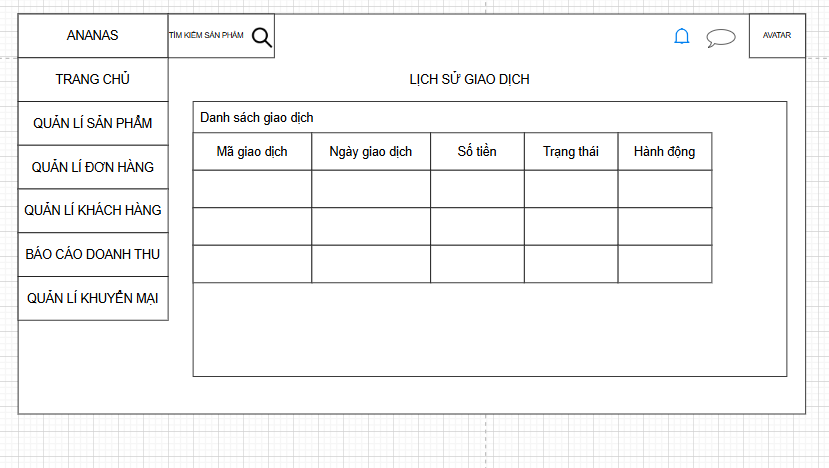 ANANAS
TÌM KIẾM SẢN PHẨM
AVATAR
TRANG CHỦ
QUẢN LÍ SẢN PHẨM
QUẢN LÍ ĐƠN HÀNG
QUẢN LÍ KHÁCH HÀNG
BÁO CÁO DOANH THU
QUẢN LÍ KHUYẾN MẠI
LỊCH SỬ GIAO DỊCH
Danh sách giao dịch
Mã giao dịch Ngày giao dịch Số tiền Trạng thái Hành động